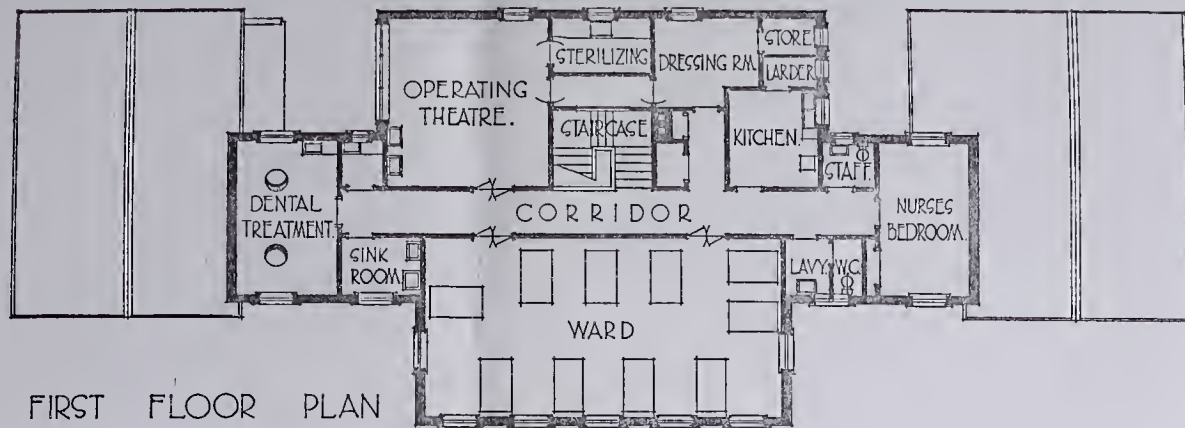 STORE.
STERILIZING
DRESSING RM.
LARDER.
OPERATING
THEATRE.
STAIRCASE
KITCHEN.
STAFF.
DENTAL
TREATMENT.
CORRIDOR
NURSES
BEDROOM.
SINK
ROOM
LAVY.
W.C.
WARD
FIRST FLOOR PLAN